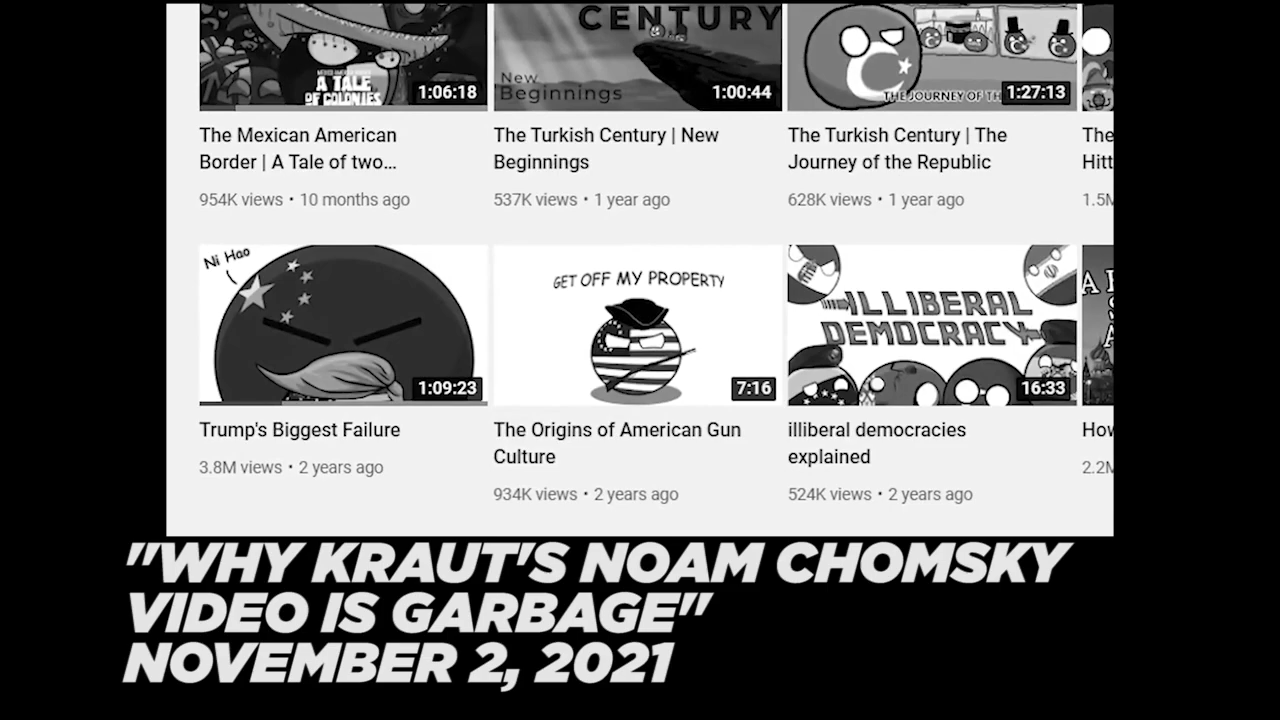 CENTURY
New
Beginnings
A TALE
OF COLONIES
1:06:18
1:00:44
THE JOURNEY OF TH
1:27:13
The Mexican American
Border | A Tale of two...
954K views • 10 months ago
The Turkish Century | New
Beginnings
537K views • 1 year ago
The Turkish Century | The
Journey of the Republic
628K views • 1 year ago
The
Hitt
1.5M
Ni Hao
1:09:23
GET OFF MY PROPERTY
7:16
ILLIBERAL
DEMOCRACY
16:33
Trump's Biggest Failure
3.8M views • 2 years ago
The Origins of American Gun
Culture
934K views • 2 years ago
illiberal democracies
explained
524K views • 2 years ago
How
2.2M
"WHY KRAUT'S NOAM CHOMSKY
VIDEO IS GARBAGE"
NOVEMBER 2, 2021